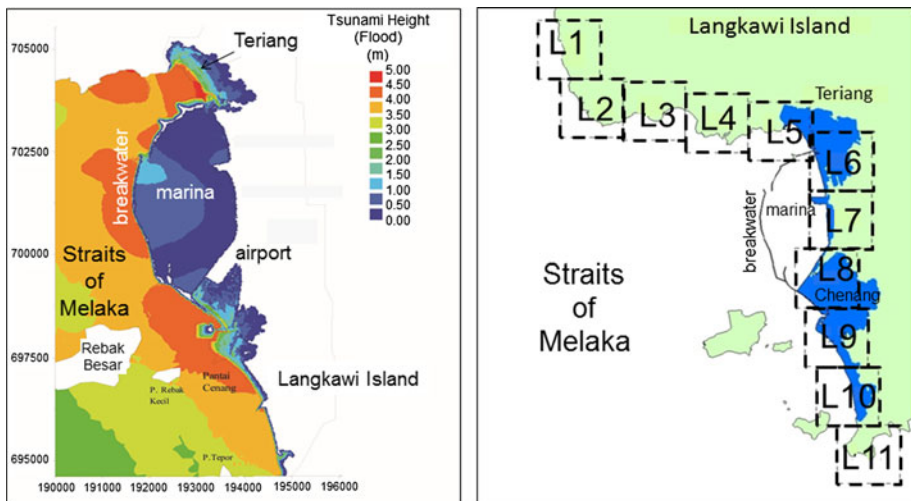 Tsunami Height
(Flood)
(m)
5.00
4.50
4.00
3.50
3.00
2.50
2.00
1.50
1.00
0.50
0.00
705000
702500
700000
697500
695000
190000 191000 192000 193000 194000 195000 196000
Teriang
breakwater
marina
airport
Straits
of
Melaka
Rebak
Besar
P. Rebak
Kecil
Pantai
Cenang
P. Tepor
Langkawi Island
Langkawi Island
L1
L2
L3
L4
L5
Teriang
L6
marina
L7
breakwater
L8
Chenang
Straits
of
Melaka
L9
L10
L11